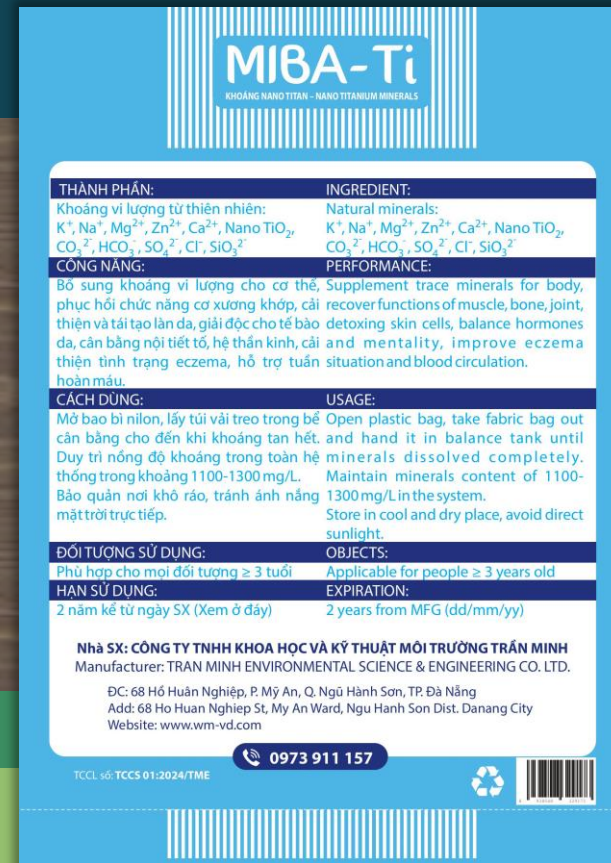 MIBA-Ti
KHOÁNG NANO TITAN – NANO TITANIUM MINERALS
THÀNH PHẦN:
Khoáng vi lượng từ thiên nhiên:
K⁺, Na⁺, Mg²⁺, Zn²⁺, Ca²⁺, Nano TiO₂,
CO₃²⁻, HCO₃⁻, SO₄²⁻, Cl⁻, SiO₃²⁻
INGREDIENT:
Natural minerals:
K⁺, Na⁺, Mg²⁺, Zn²⁺, Ca²⁺, Nano TiO₂,
CO₃²⁻, HCO₃⁻, SO₄²⁻, Cl⁻, SiO₃²⁻
CÔNG NĂNG:
Bổ sung khoáng vi lượng cho cơ thể,
phục hồi chức năng cơ xương khớp, cải
thiện và tái tạo làn da, giải độc cho tế bào
da, cân bằng nội tiết tố, hệ thần kinh, cải
thiện tình trạng eczema, hỗ trợ tuần
hoàn máu.
PERFORMANCE:
Supplement trace minerals for body,
recover functions of muscle, bone, joint,
detoxing skin cells, balance hormones
and mentality, improve eczema
situation and blood circulation.
CÁCH DÙNG:
Mở bao bì nilon, lấy túi vải treo trong bể
cân bằng cho đến khi khoáng tan hết.
Duy trì nồng độ khoáng trong toàn hệ
thống trong khoảng 1100-1300 mg/L.
Bảo quản nơi khô ráo, tránh ánh nắng
mặt trời trực tiếp.
USAGE:
Open plastic bag, take fabric bag out
and hand it in balance tank until
minerals dissolved completely.
Maintain minerals content of 1100-
1300 mg/L in the system.
Store in cool and dry place, avoid direct
sunlight.
ĐỐI TƯỢNG SỬ DỤNG:
Phù hợp cho mọi đối tượng ≥ 3 tuổi
OBJECTS:
Applicable for people ≥ 3 years old
HẠN SỬ DỤNG:
2 năm kể từ ngày SX (Xem ở đáy)
EXPIRATION:
2 years from MFG (dd/mm/yy)
Nhà SX: CÔNG TY TNHH KHOA HỌC VÀ KỸ THUẬT MÔI TRƯỜNG TRẦN MINH
Manufacturer: TRAN MINH ENVIRONMENTAL SCIENCE & ENGINEERING CO. LTD.
ĐC: 68 Hồ Huân Nghiệp, P. Mỹ An, Q. Ngũ Hành Sơn, TP. Đà Nẵng
Add: 68 Ho Huan Nghiep St, My An Ward, Ngu Hanh Son Dist. Danang City
Website: www.wm-vd.com
0973 911 157
TCCL số: TCCS 01:2024/TME